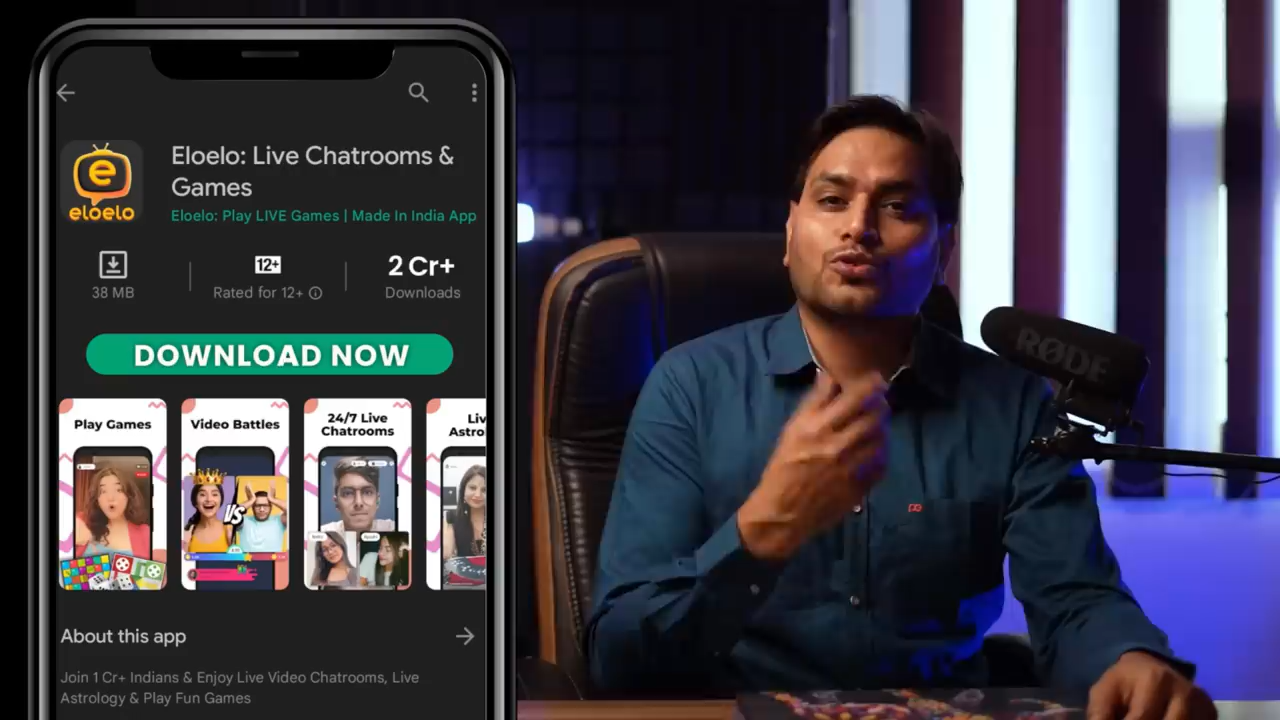 eloelo
Eloelo: Live Chatrooms &
Games
Eloelo: Play LIVE Games | Made In India App
38 MB
12+
Rated for 12+
2 Cr+
Downloads
DOWNLOAD NOW
Play Games
Video Battles
VS
24/7 Live
Chatrooms
Liv
Astro
About this app
Join 1 Cr+ Indians & Enjoy Live Video Chatrooms, Live
Astrology & Play Fun Games
RØDE